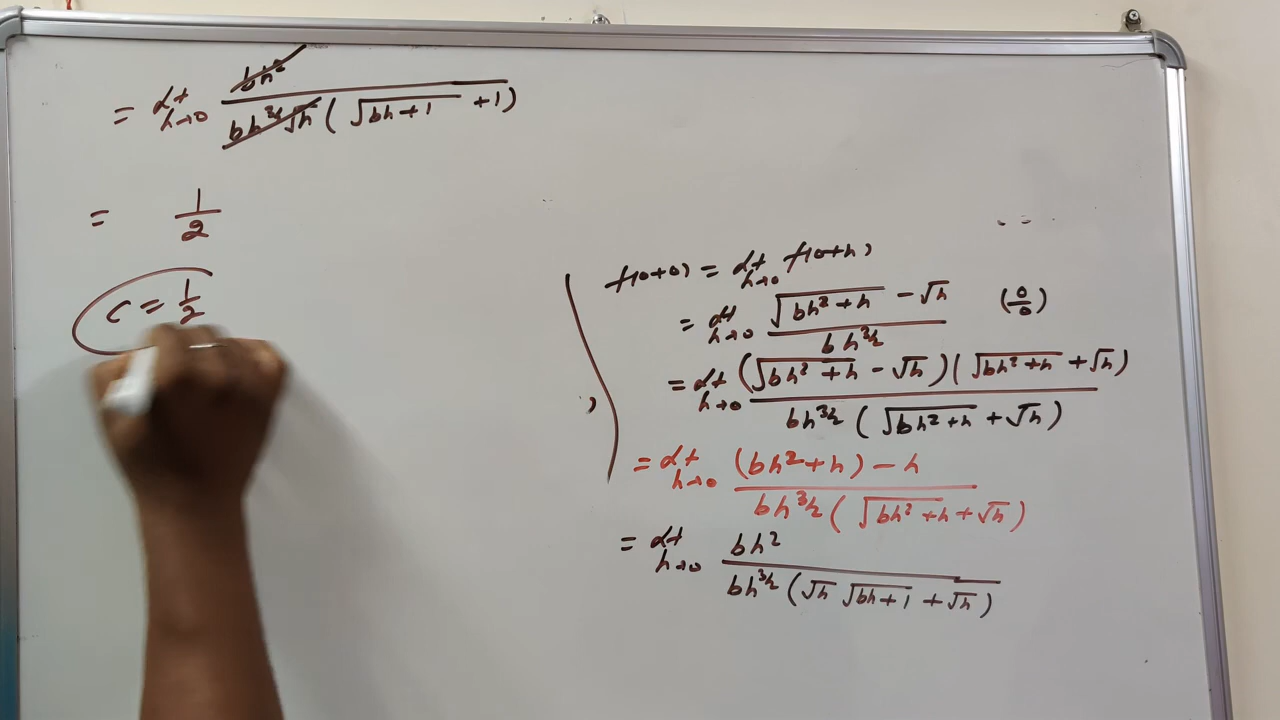 = Lt h→0 bh² / bh^3/2 √h (√bh+1 + 1)
= 1/2
c = 1/2
f(0+0) = Lt h→0 f(0+h)
= Lt h→0 √bh²+h - √h / bh^3/2 (0/0)
= Lt h→0 (√bh²+h - √h)(√bh²+h + √h) / bh^3/2 (√bh²+h + √h)
= Lt h→0 (bh²+h) - h / bh^3/2 (√bh²+h + √h)
= Lt h→0 bh² / bh^3/2 (√h √bh+1 + √h)